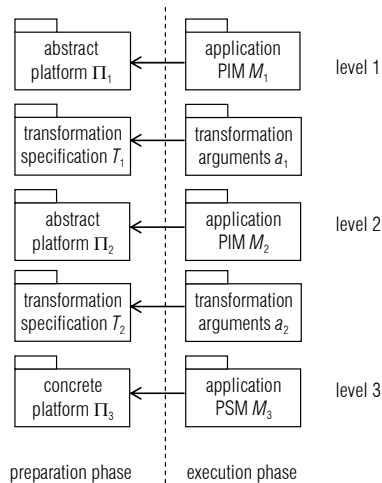 abstract
platform Π₁
application
PIM M₁
level 1
transformation
specification T₁
transformation
arguments a₁
abstract
platform Π₂
application
PIM M₂
level 2
transformation
specification T₂
transformation
arguments a₂
concrete
platform Π₃
application
PSM M₃
level 3
preparation phase
execution phase